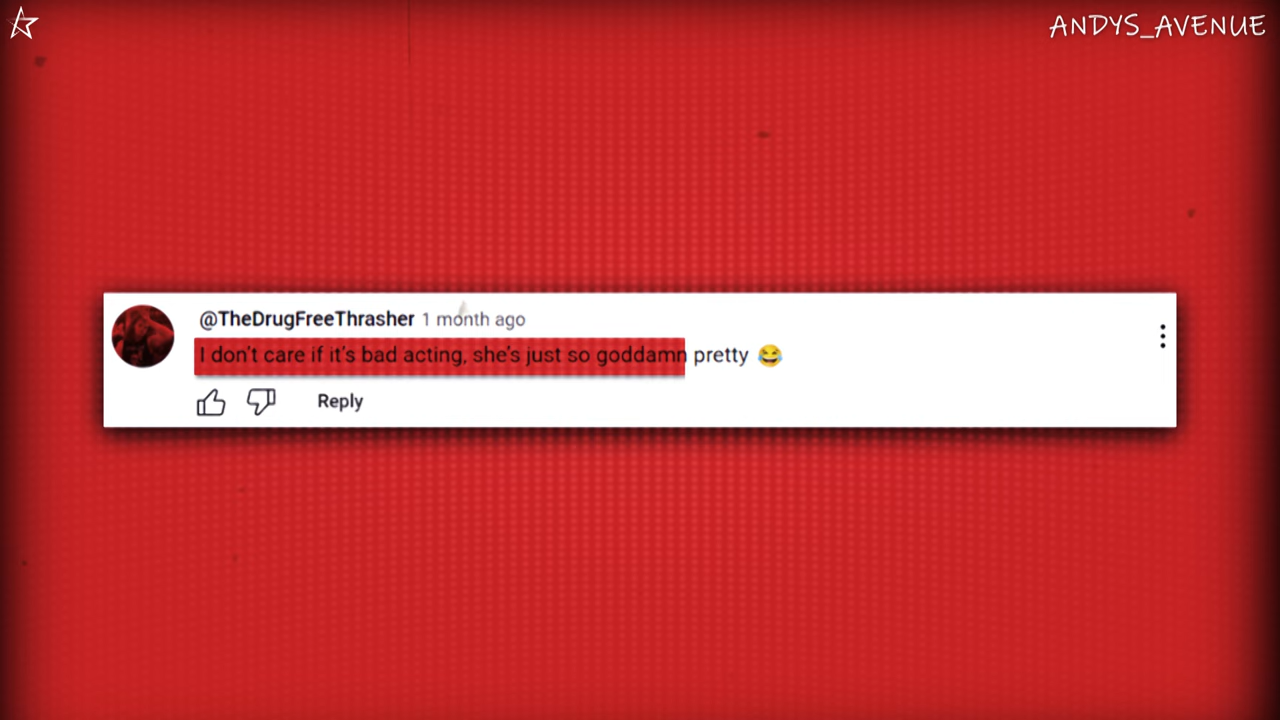 ANDYS_AVENUE
@TheDrugFreeThrasher 1 month ago
I don't care if it's bad acting, she's just so goddamn pretty 😂
Reply